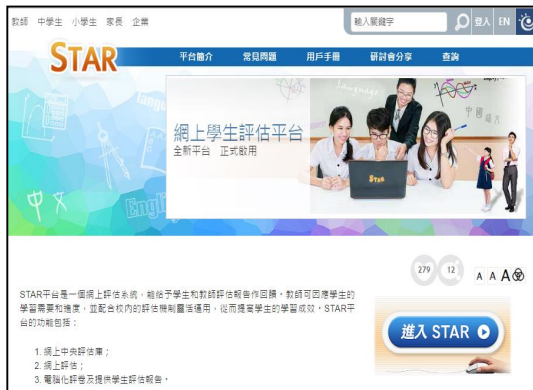 教師 中學生 小學生 家長 企業
輸入關鍵字
登入 EN
STAR
平台簡介 常見問題 用戶手冊 研討會分享 查詢
網上學生評估平台
全新平台 正式啟用
Language
中國語文
STAR
langu
中文
Engli
279 12 A A A
STAR平台是一個網上評估系統，能給予學生和教師評估報告作回饋。教師可因應學生的
學習需要和進度，並配合校內的評估機制靈活運用，從而提高學生的學習成效。STAR平
台的功能包括：
進入 STAR
1. 網上中央評估庫；
2. 網上評估；
3. 電腦化評卷及提供學生評估報告。